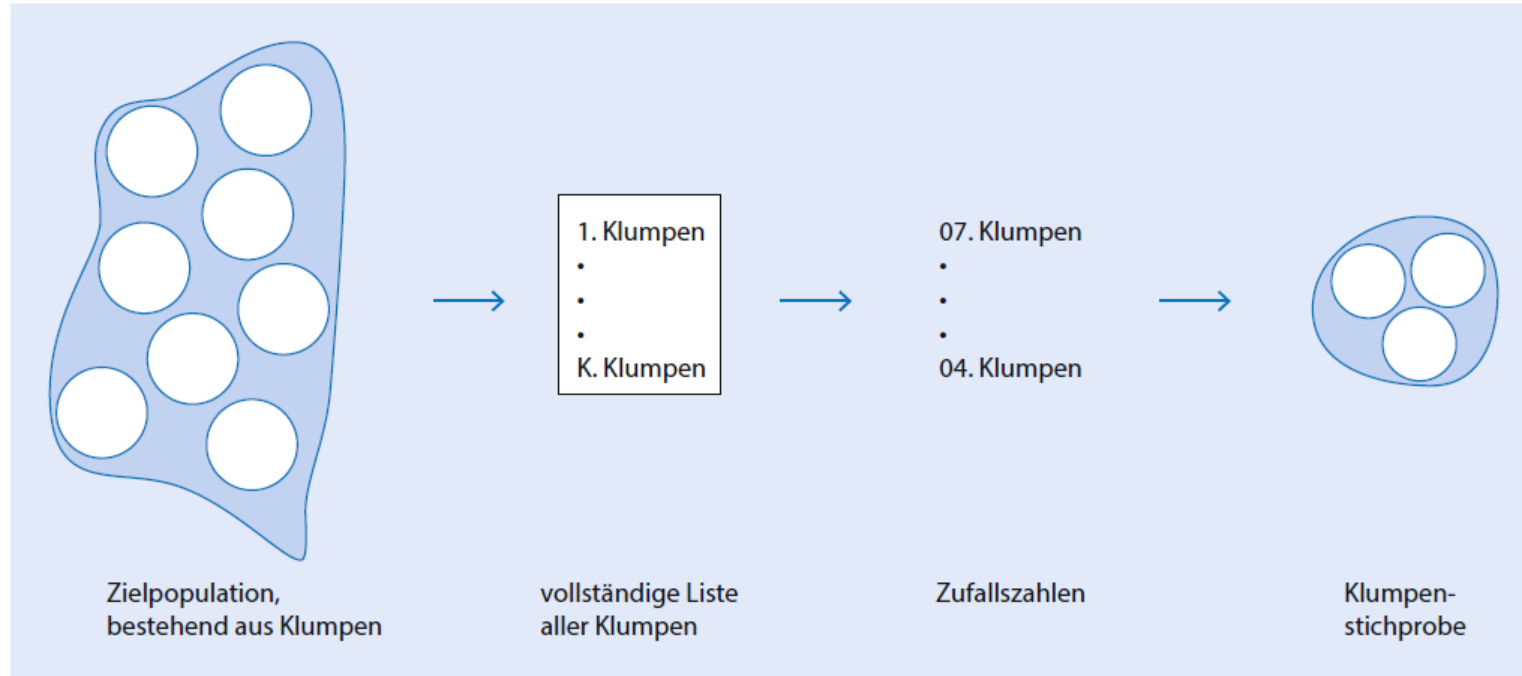 1. Klumpen
•
•
•
K. Klumpen
07. Klumpen
•
•
•
04. Klumpen
Zielpopulation,
bestehend aus Klumpen
vollständige Liste
aller Klumpen
Zufallszahlen
Klumpen-
stichprobe